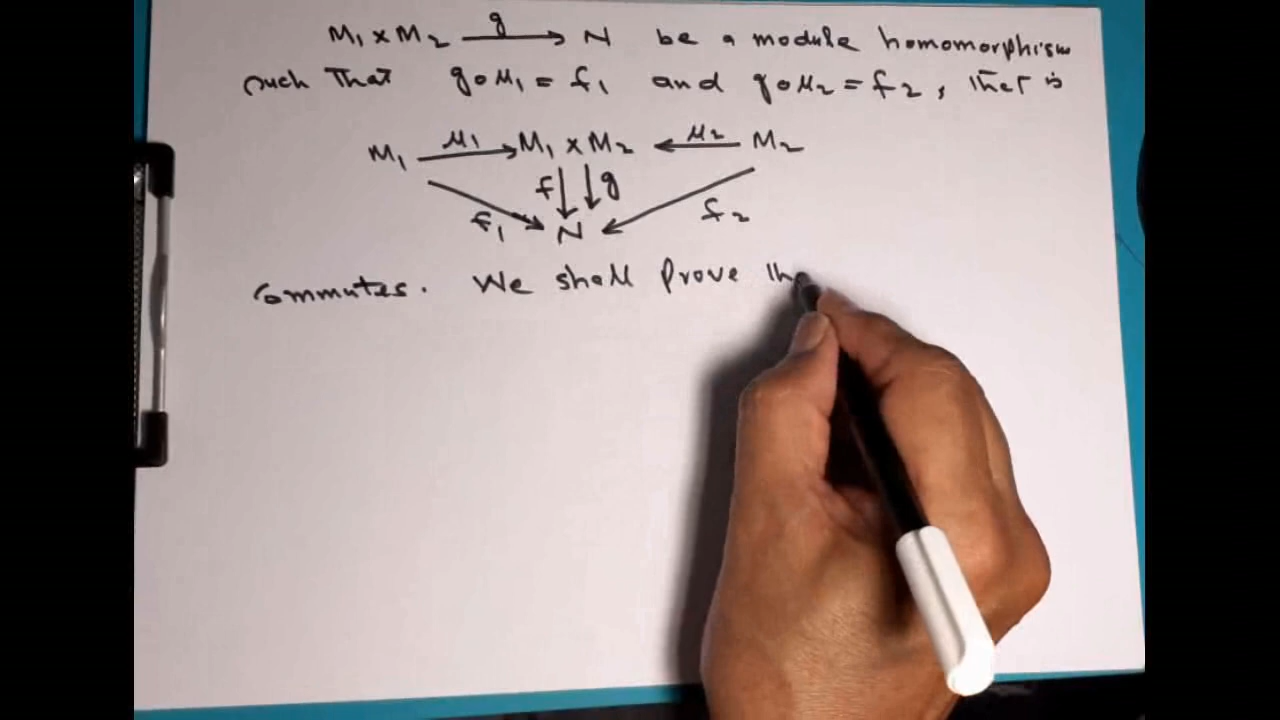 M₁ × M₂ —g→ N be a module homomorphism
such that g∘μ₁ = f₁ and g∘μ₂ = f₂, that is
M₁ —μ₁→ M₁ × M₂ ←μ₂— M₂
f g
f₁ N f₂
commutes. We shall prove